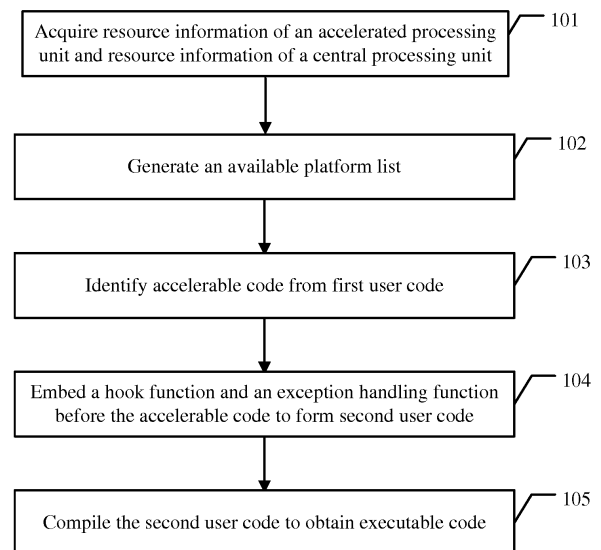 Acquire resource information of an accelerated processing
unit and resource information of a central processing unit
101
Generate an available platform list
102
Identify accelerable code from first user code
103
Embed a hook function and an exception handling function
before the accelerable code to form second user code
104
Compile the second user code to obtain executable code
105